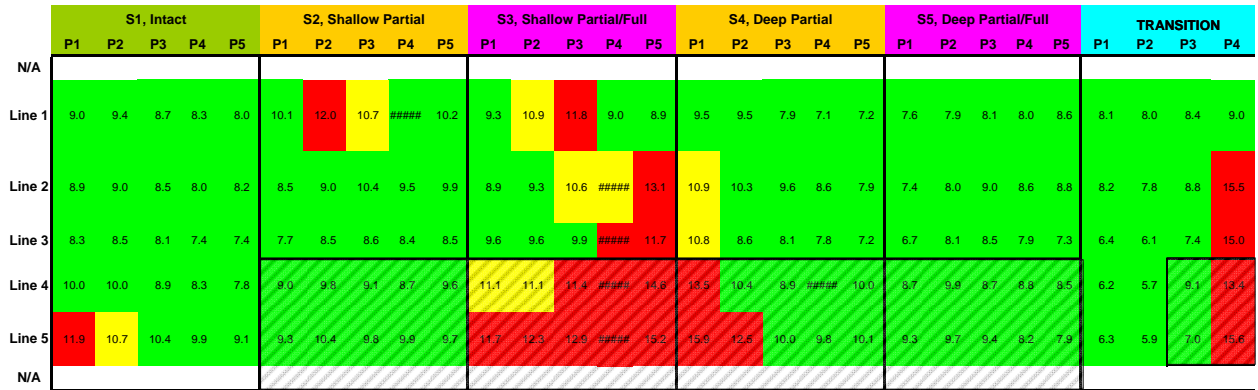 S1, Intact S2, Shallow Partial S3, Shallow Partial/Full S4, Deep Partial S5, Deep Partial/Full TRANSITION
P1 P2 P3 P4 P5 P1 P2 P3 P4 P5 P1 P2 P3 P4 P5 P1 P2 P3 P4 P5 P1 P2 P3 P4 P5 P1 P2 P3 P4
N/A
Line 1 9.0 9.4 8.7 8.3 8.0 10.1 12.0 10.7 ##### 10.2 9.3 10.9 11.8 9.0 8.9 9.5 9.5 7.9 7.1 7.2 7.6 7.9 8.1 8.0 8.6 8.1 8.0 8.4 9.0
Line 2 8.9 9.0 8.5 8.0 8.2 8.5 9.0 10.4 9.5 9.9 8.9 9.3 10.6 ##### 13.1 10.9 10.3 9.6 8.6 7.9 7.4 8.0 9.0 8.6 8.8 8.2 7.8 8.8 15.5
Line 3 8.3 8.5 8.1 7.4 7.4 7.7 8.5 8.6 8.4 8.5 9.6 9.6 9.9 ##### 11.7 10.8 8.6 8.1 7.8 7.2 6.7 8.1 8.5 7.9 7.3 6.4 6.1 7.4 15.0
Line 4 10.0 10.0 8.9 8.3 7.8 9.0 9.8 9.1 8.7 9.6 11.1 11.1 11.4 ##### 14.6 13.5 10.4 8.9 ##### 10.0 8.7 9.9 8.7 8.8 8.5 6.2 5.7 9.1 13.4
Line 5 11.9 10.7 10.4 9.9 9.1 9.3 10.4 9.8 9.9 9.7 11.7 12.3 12.9 ##### 15.2 15.9 12.5 10.0 9.8 10.1 9.3 9.7 9.4 8.2 7.9 6.3 5.9 7.0 15.6
N/A